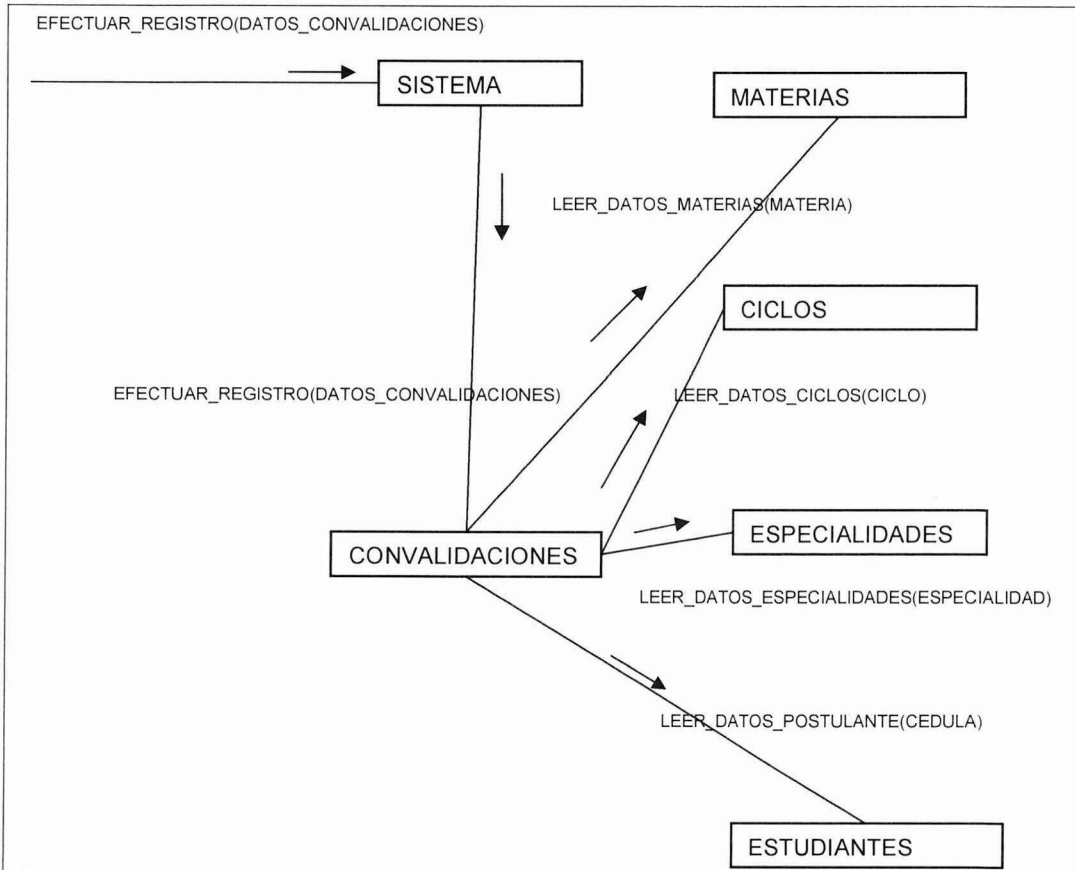 EFECTUAR_REGISTRO(DATOS_CONVALIDACIONES)
SISTEMA
MATERIAS
LEER_DATOS_MATERIAS(MATERIA)
CICLOS
EFECTUAR_REGISTRO(DATOS_CONVALIDACIONES)
LEER_DATOS_CICLOS(CICLO)
ESPECIALIDADES
CONVALIDACIONES
LEER_DATOS_ESPECIALIDADES(ESPECIALIDAD)
LEER_DATOS_POSTULANTE(CEDULA)
ESTUDIANTES